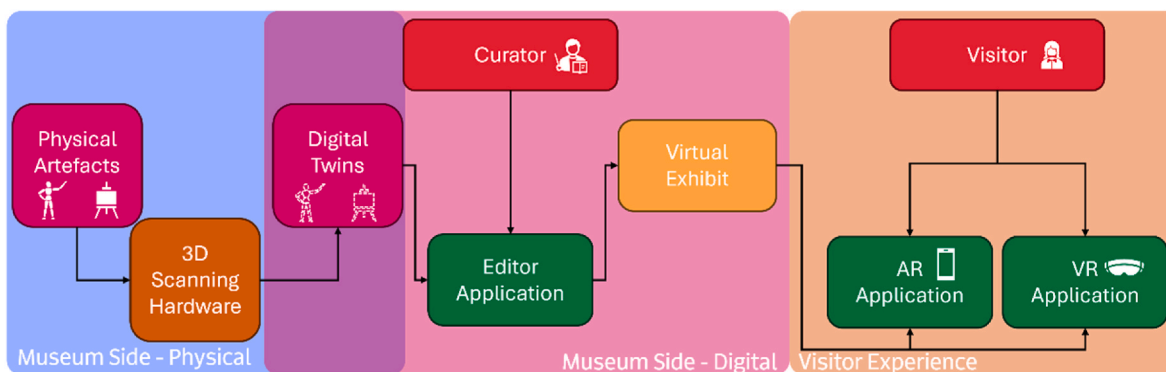 Curator
Visitor
Physical
Artefacts
Digital
Twins
Virtual
Exhibit
3D
Scanning
Hardware
Editor
Application
AR
Application
VR
Application
Museum Side - Physical
Museum Side - Digital
Visitor Experience